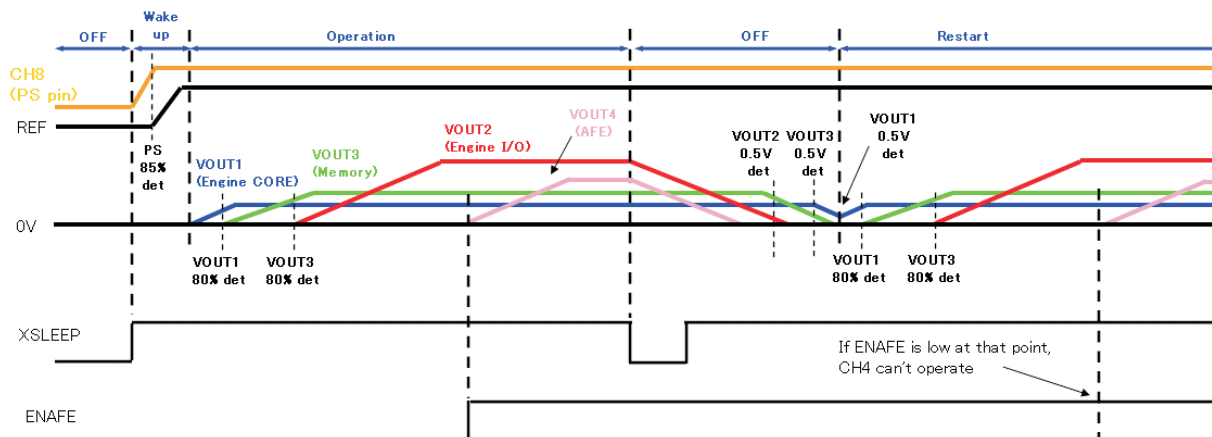 OFF
Wake
up
Operation
OFF
Restart
CH8
(PS pin)
REF
PS
85%
det
VOUT1
(Engine CORE)
VOUT3
(Memory)
VOUT2
(Engine I/O)
VOUT4
(AFE)
VOUT2
0.5V
det
VOUT3
0.5V
det
VOUT1
0.5V
det
0V
VOUT1
80% det
VOUT3
80% det
VOUT1
80% det
VOUT3
80% det
XSLEEP
If ENAFE is low at that point,
CH4 can't operate
ENAFE